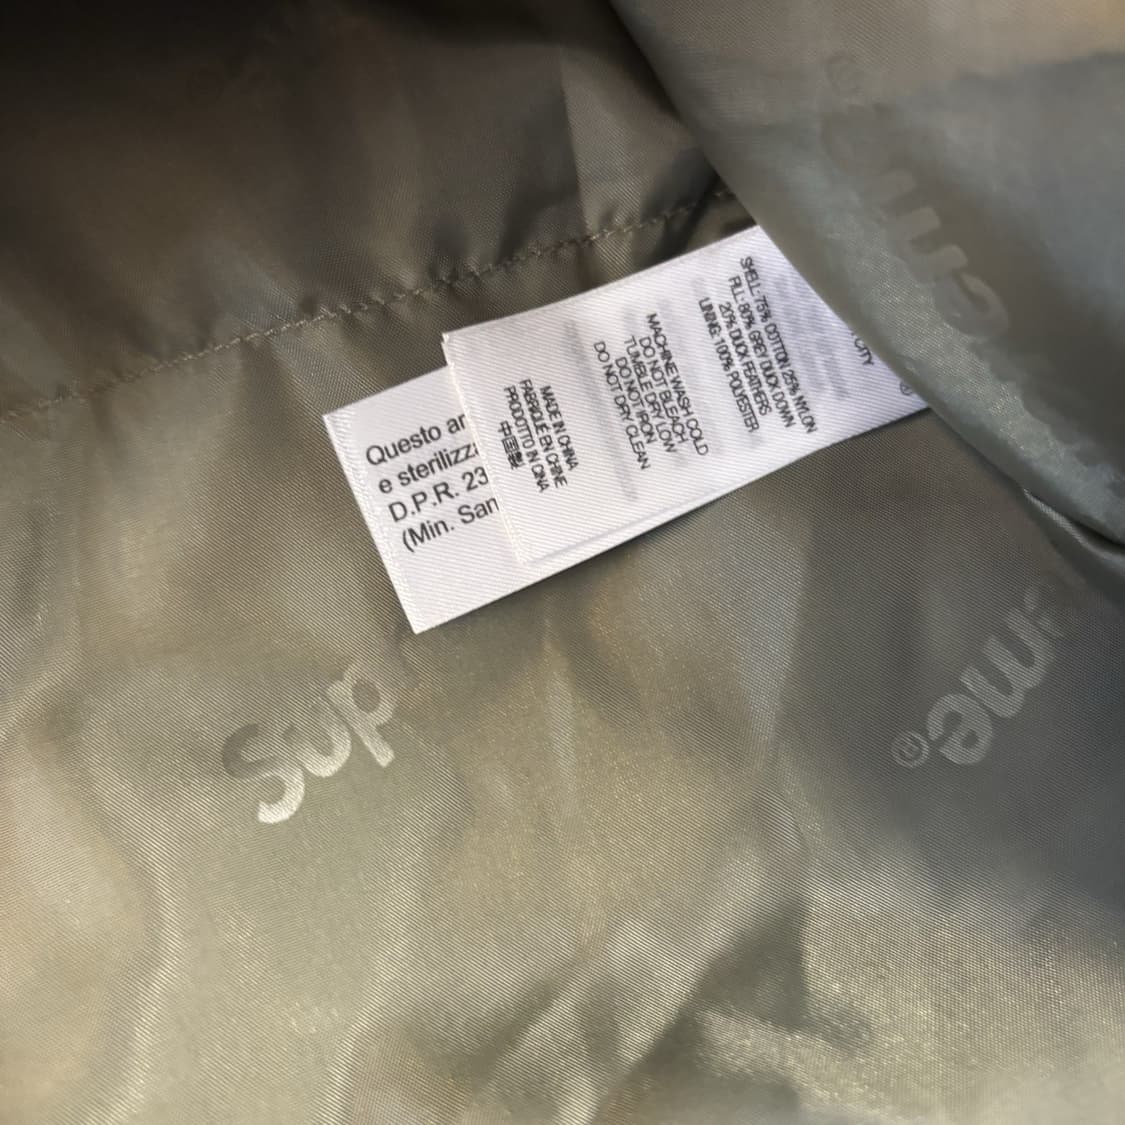 CITY
®
SHELL: 75% COTTON 25% NYLON
FILL: 80% GREY DUCK DOWN
20% DUCK FEATHERS
LINING: 100% POLYESTER
MACHINE WASH COLD
DO NOT BLEACH
TUMBLE DRY LOW
DO NOT IRON
DO NOT DRY CLEAN
MADE IN CHINA
FABRIQUÉ EN CHINE
PRODOTTO IN CINA
中国製
Questo ar
e sterilizz
D.P.R. 23
(Min. San
Sup
eme®
me®